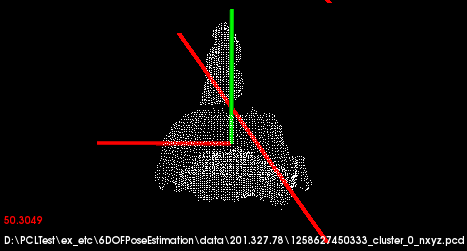 50.3049
D:\PCLTest\ex_etc\6DOFPoseEstimation\data\201.327.78\1258627450333_cluster_0_nxyz.pcd